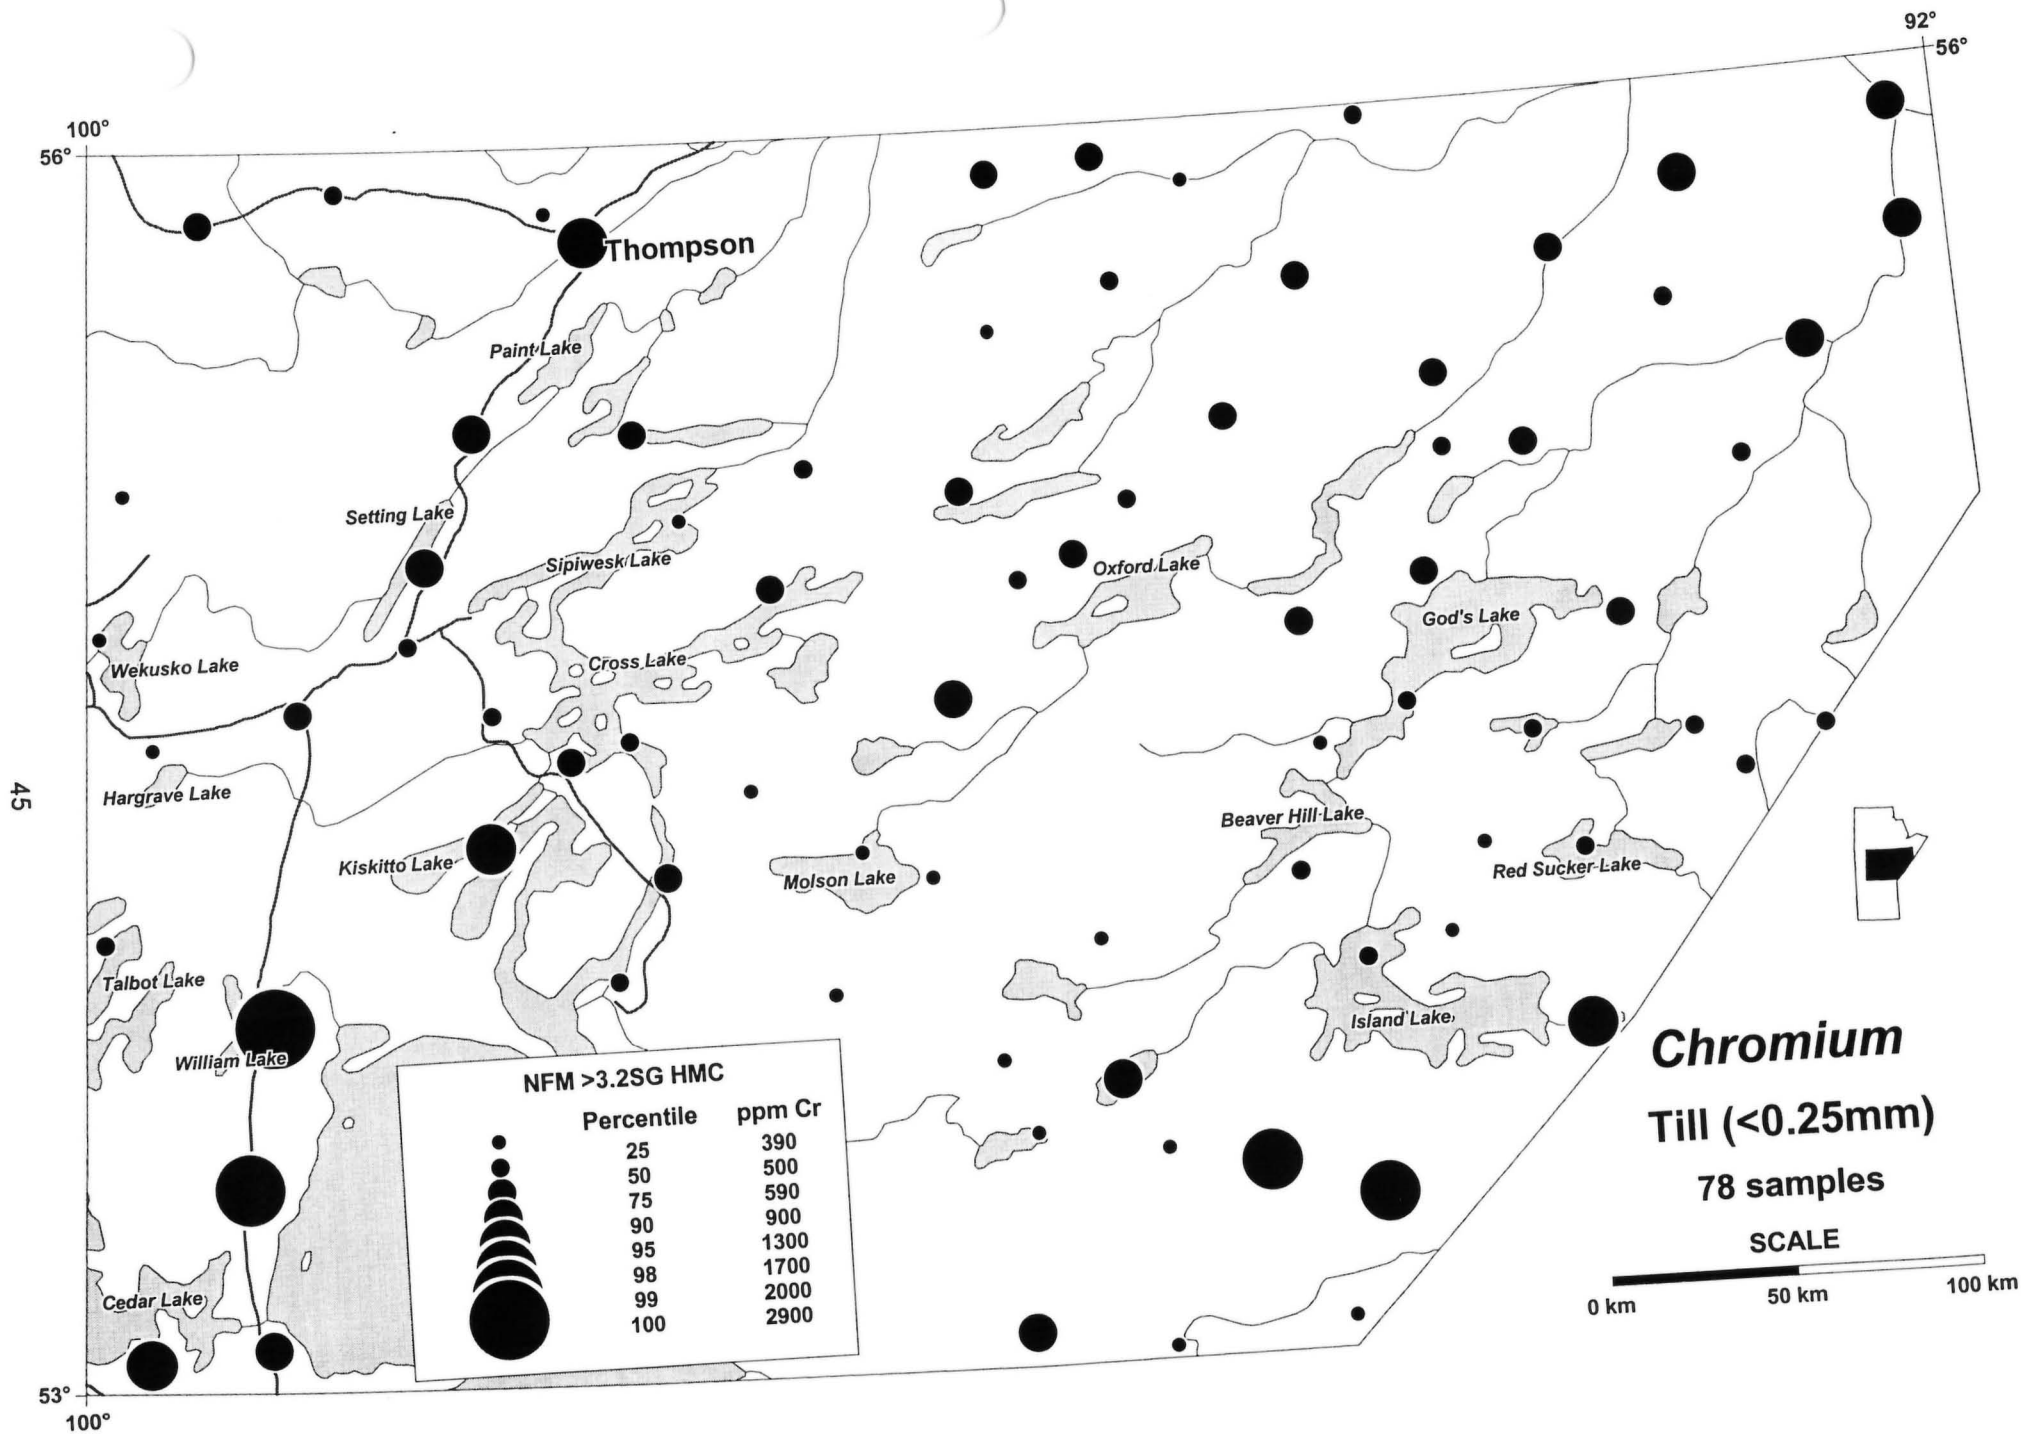 92°
56°
100°
56°
Thompson
Paint Lake
Setting Lake
Sipiwesk Lake
Oxford Lake
God's Lake
Cross Lake
Wekusko Lake
Hargrave Lake
45
Beaver Hill Lake
Kiskitto Lake
Molson Lake
Red Sucker Lake
Talbot Lake
Island Lake
William Lake
Cedar Lake
NFM >3.2SG HMC
Percentile ppm Cr
25 390
50 500
75 590
90 900
95 1300
98 1700
99 2000
100 2900
Chromium
Till (<0.25mm)
78 samples
SCALE
0 km 50 km 100 km
53°
100°